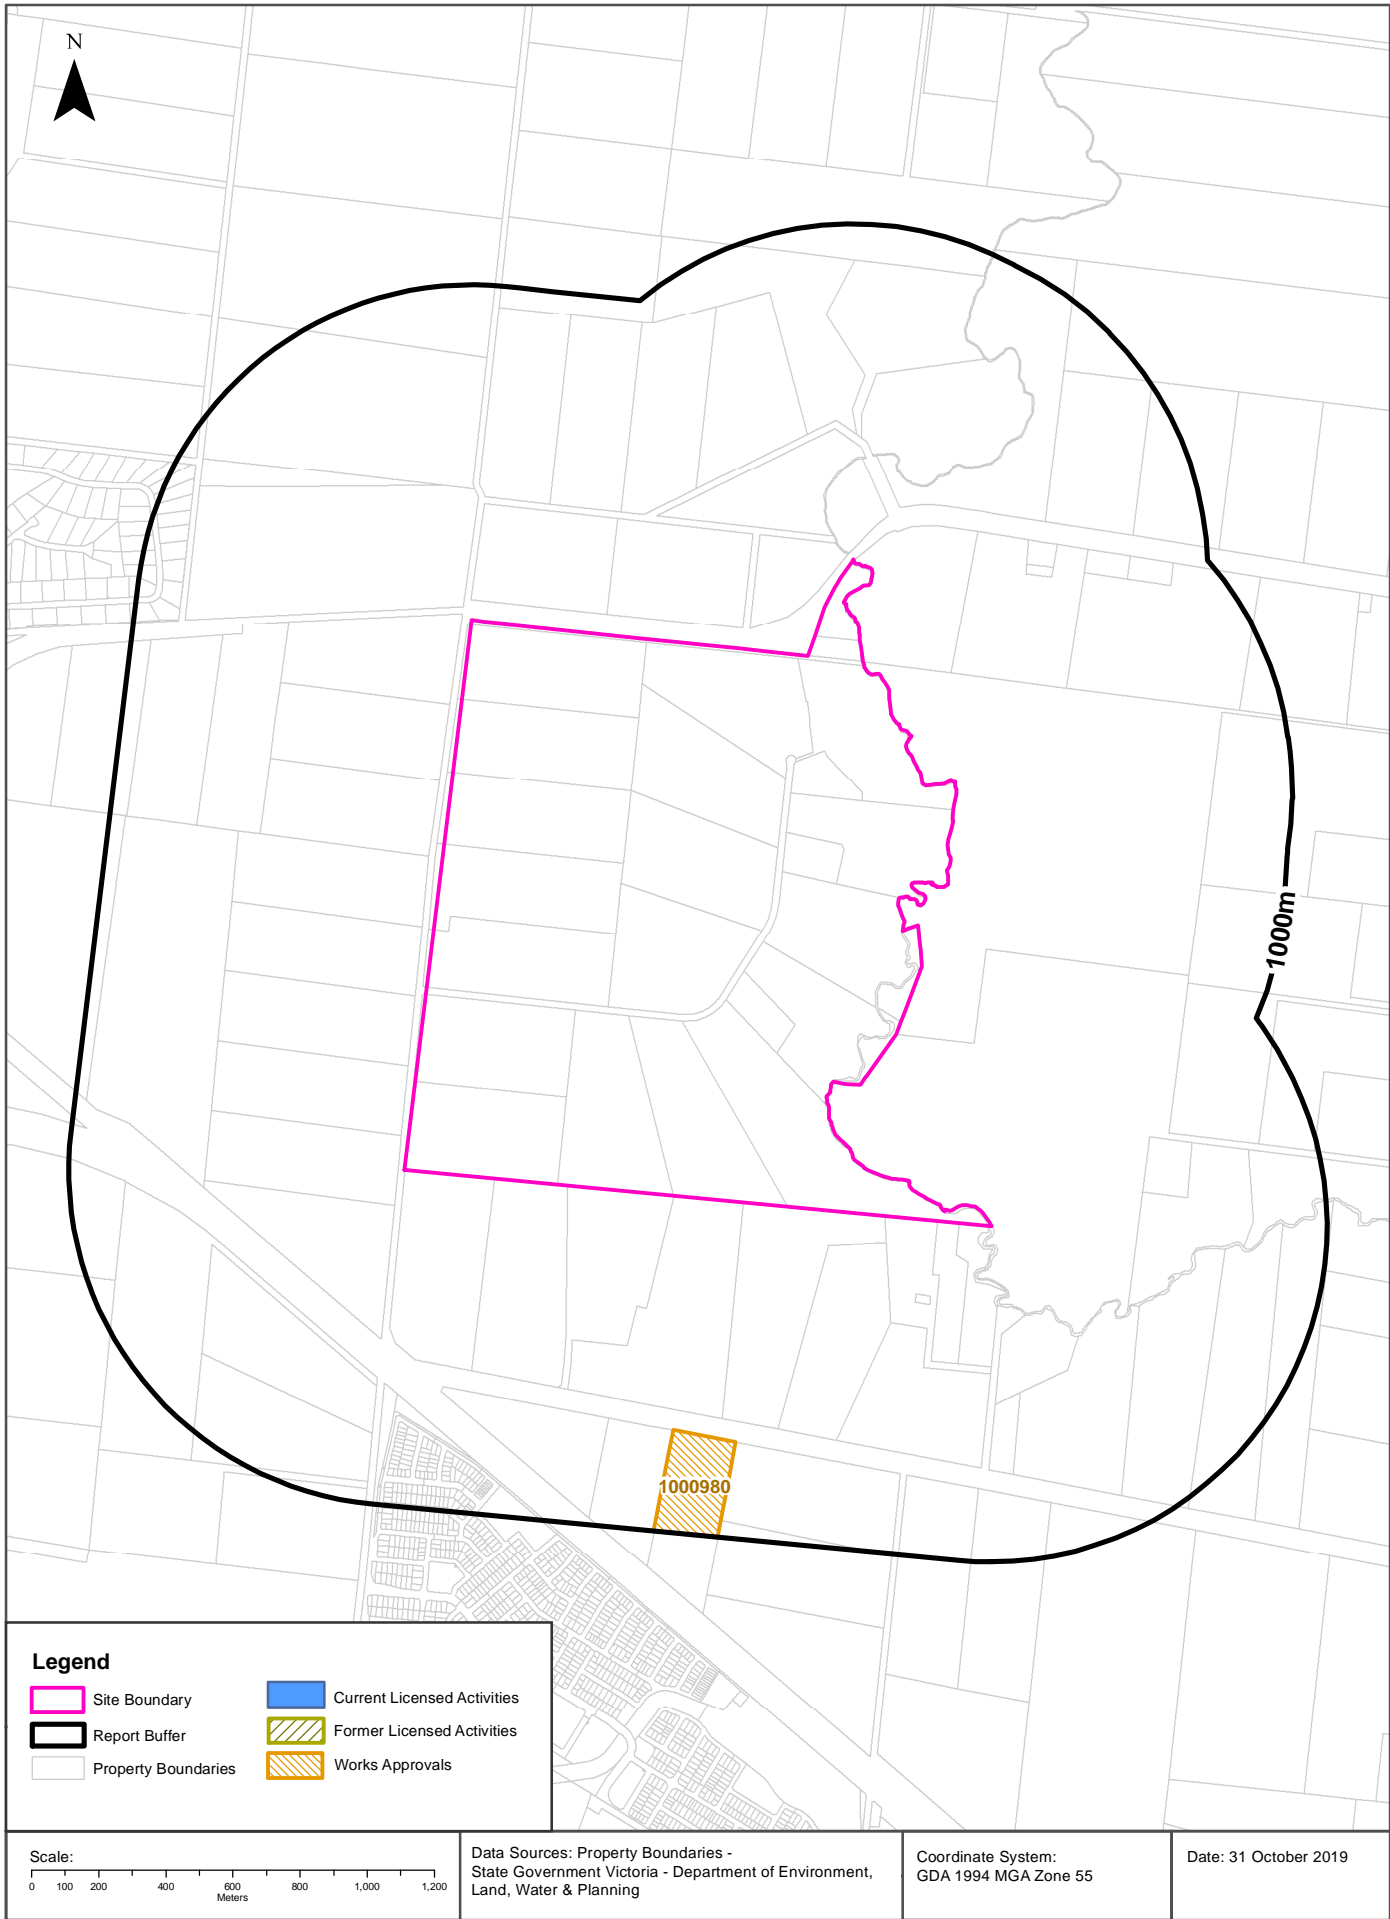 N
1000m
1000980
Legend
Site Boundary
Report Buffer
Property Boundaries
Current Licensed Activities
Former Licensed Activities
Works Approvals
Scale:
0 100 200 400 600 800 1,000 1,200
Meters
Data Sources: Property Boundaries -
State Government Victoria - Department of Environment,
Land, Water & Planning
Coordinate System:
GDA 1994 MGA Zone 55
Date: 31 October 2019